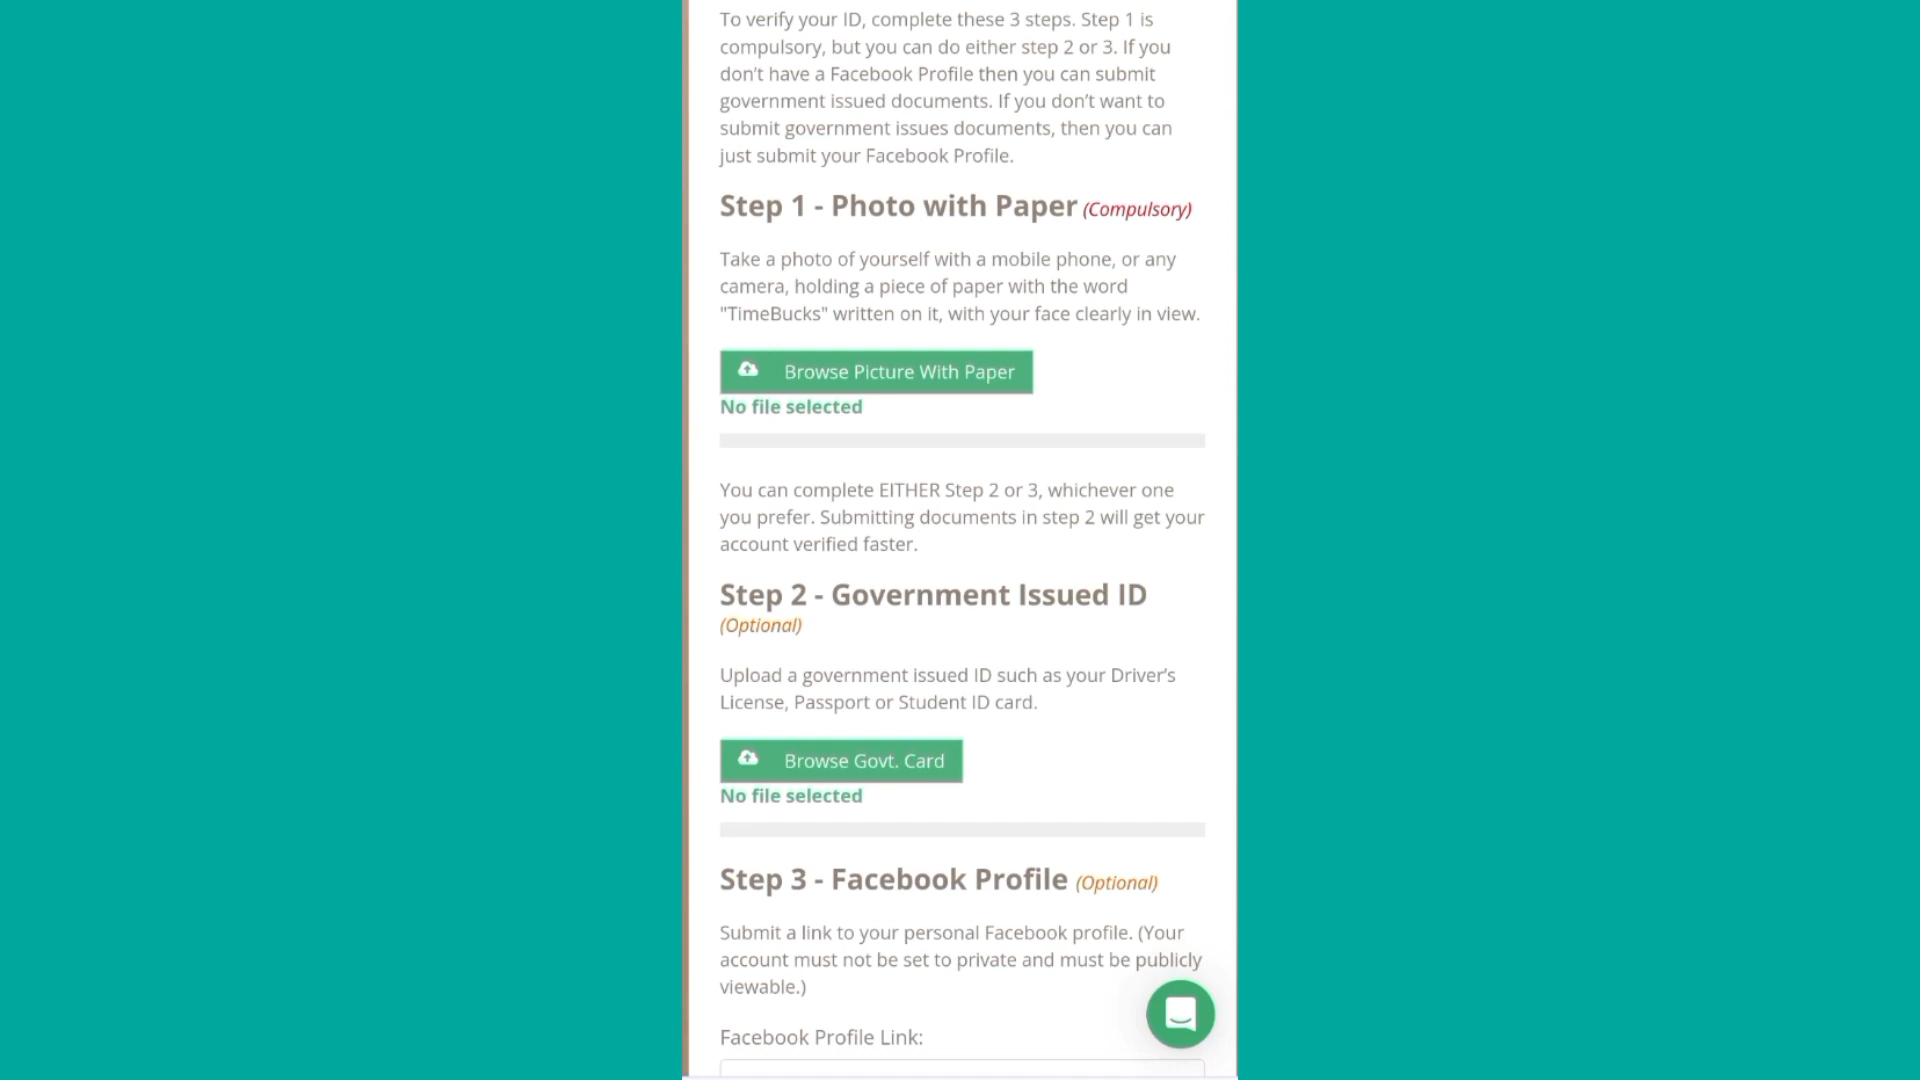 To verify your ID, complete these 3 steps. Step 1 is
compulsory, but you can do either step 2 or 3. If you
don't have a Facebook Profile then you can submit
government issued documents. If you don't want to
submit government issues documents, then you can
just submit your Facebook Profile.
Step 1 - Photo with Paper (Compulsory)
Take a photo of yourself with a mobile phone, or any
camera, holding a piece of paper with the word
"TimeBucks" written on it, with your face clearly in view.
Browse Picture With Paper
No file selected
You can complete EITHER Step 2 or 3, whichever one
you prefer. Submitting documents in step 2 will get your
account verified faster.
Step 2 - Government Issued ID
(Optional)
Upload a government issued ID such as your Driver's
License, Passport or Student ID card.
Browse Govt. Card
No file selected
Step 3 - Facebook Profile (Optional)
Submit a link to your personal Facebook profile. (Your
account must not be set to private and must be publicly
viewable.)
Facebook Profile Link: